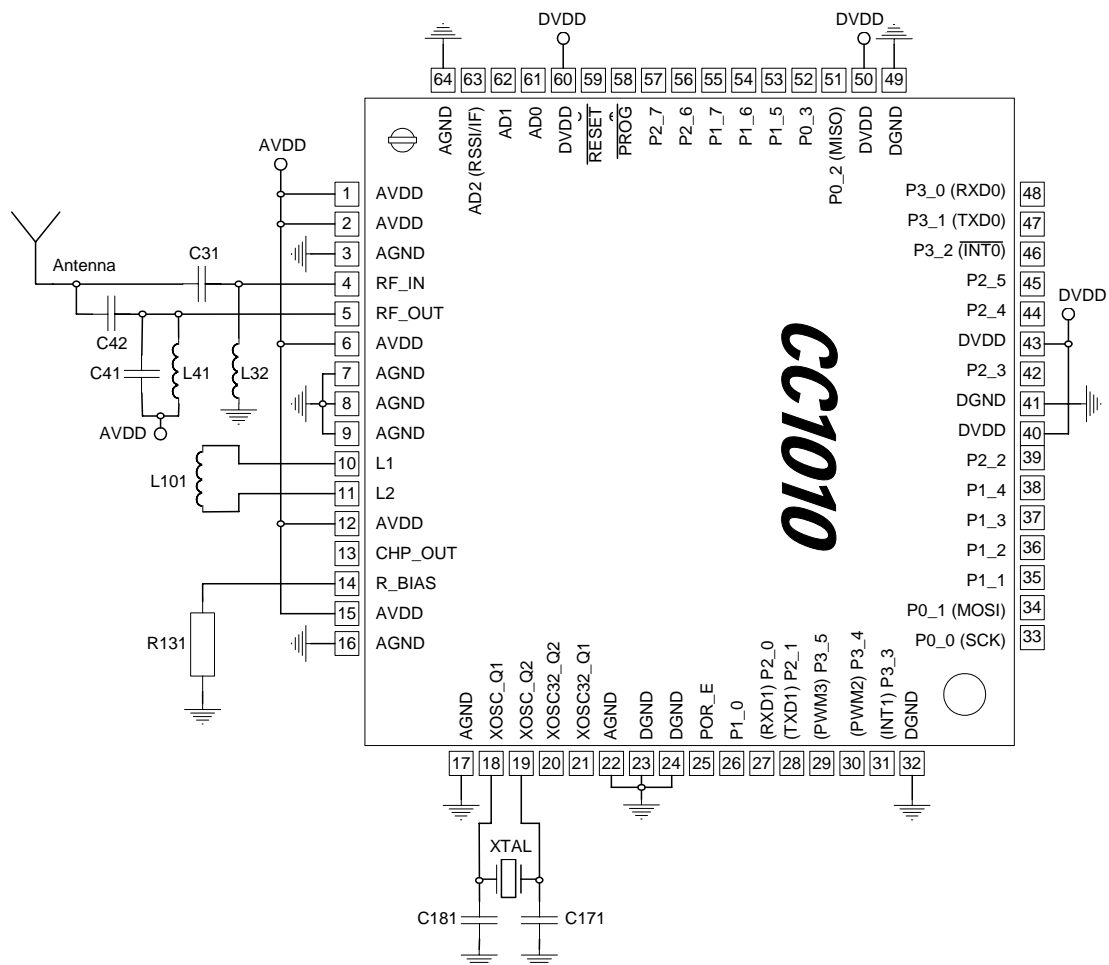 DVDD
DVDD
64 63 62 61 60 59 58 57 56 55 54 53 52 51 50 49
AGND
AD2 (RSSI/IF)
AD1
AD0
DVDD
RESET
PROG
P2_7
P2_6
P1_7
P1_6
P1_5
P0_3
P0_2 (MISO)
DVDD
DGND
AVDD
1 AVDD
2 AVDD
3 AGND
4 RF_IN
5 RF_OUT
6 AVDD
7 AGND
8 AGND
9 AGND
10 L1
11 L2
12 AVDD
13 CHP_OUT
14 R_BIAS
15 AVDD
16 AGND
Antenna
C31
C42
C41
L41
L32
AVDD
L101
R131
CC1010
P3_0 (RXD0) 48
P3_1 (TXD0) 47
P3_2 (INT0) 46
P2_5 45
P2_4 44
DVDD 43
P2_3 42
DGND 41
DVDD 40
P2_2 39
P1_4 38
P1_3 37
P1_2 36
P1_1 35
P0_1 (MOSI) 34
P0_0 (SCK) 33
DVDD
AGND
XOSC_Q1
XOSC_Q2
XOSC32_Q2
XOSC32_Q1
AGND
DGND
DGND
POR_E
P1_0
(RXD1) P2_0
(TXD1) P2_1
(PWM3) P3_5
(PWM2) P3_4
(INT1) P3_3
DGND
17 18 19 20 21 22 23 24 25 26 27 28 29 30 31 32
XTAL
C181
C171